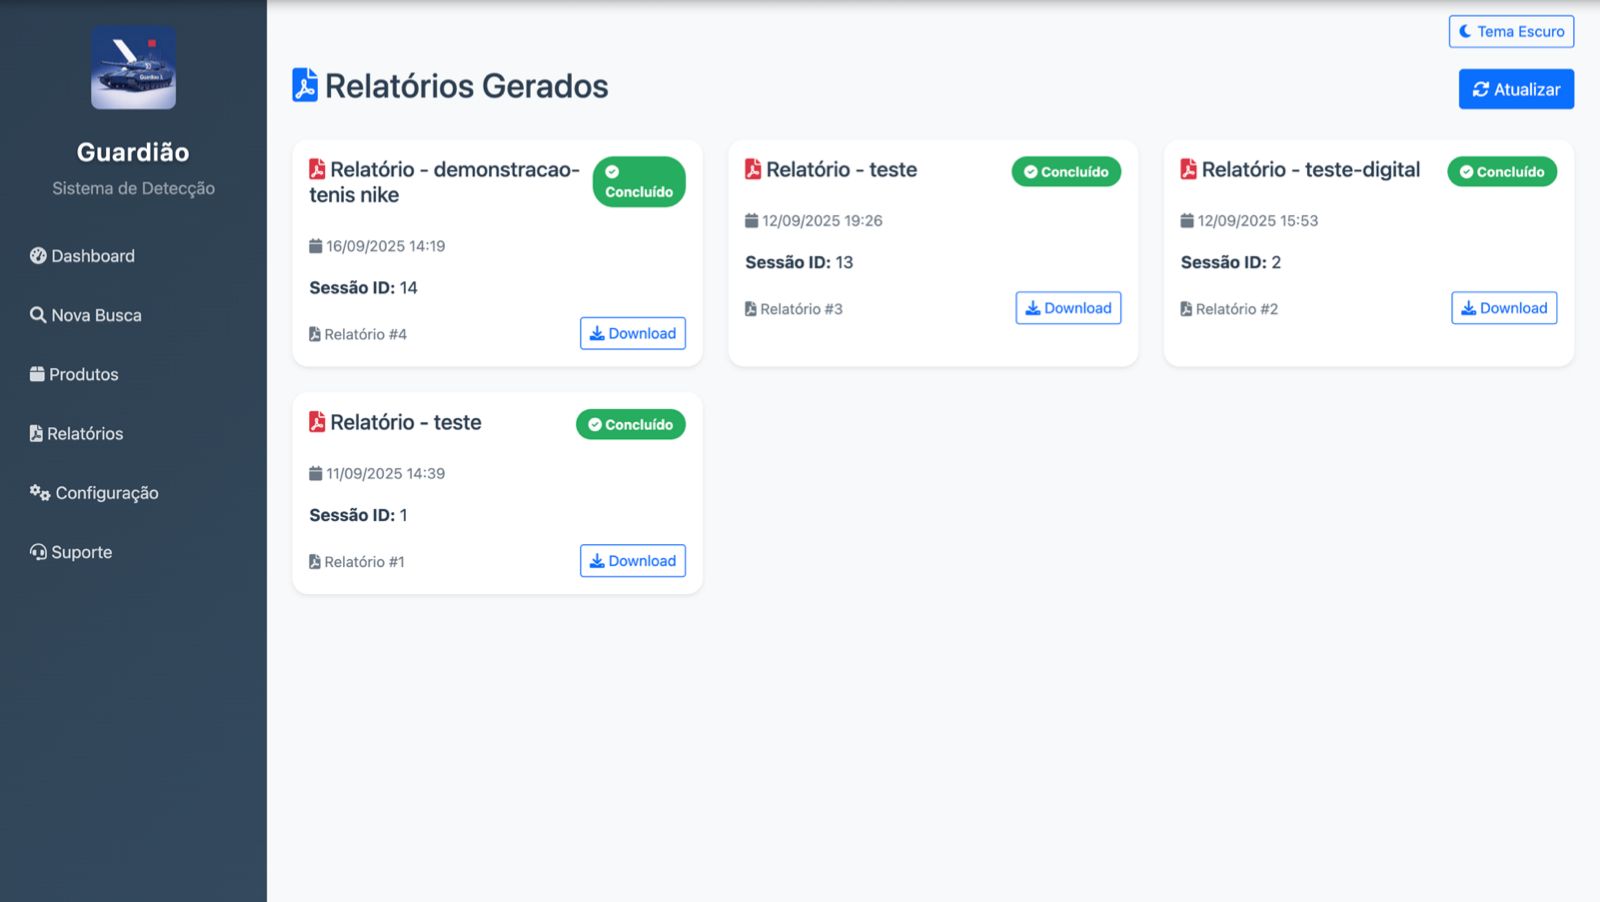 Guardião
Sistema de Detecção
Dashboard
Nova Busca
Produtos
Relatórios
Configuração
Suporte
Tema Escuro
Relatórios Gerados
Atualizar
Relatório - demonstracao-
tenis nike
Concluído
16/09/2025 14:19
Sessão ID: 14
Relatório #4
Download
Relatório - teste
Concluído
12/09/2025 19:26
Sessão ID: 13
Relatório #3
Download
Relatório - teste-digital
Concluído
12/09/2025 15:53
Sessão ID: 2
Relatório #2
Download
Relatório - teste
Concluído
11/09/2025 14:39
Sessão ID: 1
Relatório #1
Download